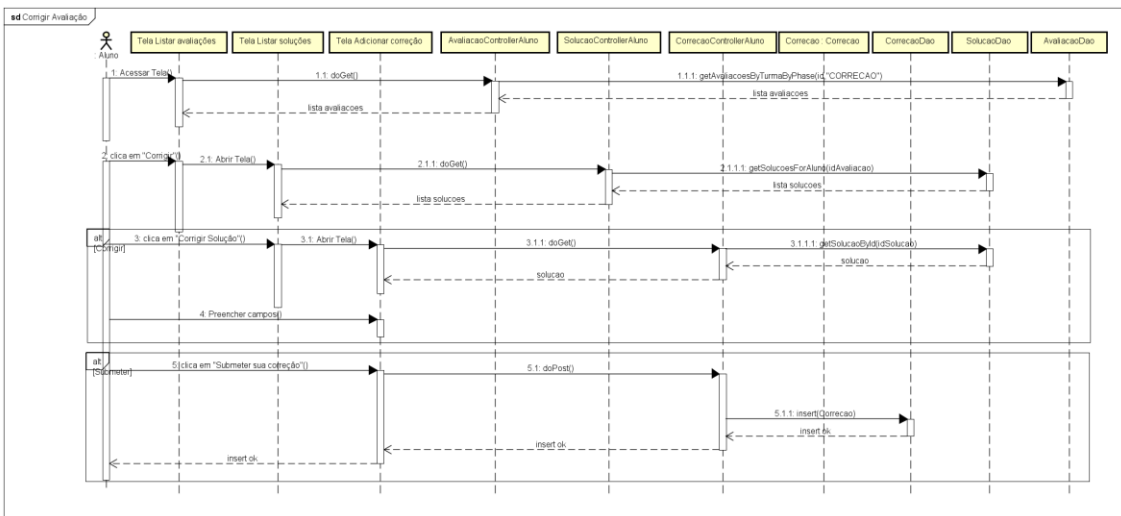 sd Corrigir Avaliação
: Aluno
Tela Listar avaliações
Tela Listar soluções
Tela Adicionar correção
AvaliacaoControllerAluno
SolucaoControllerAluno
CorrecaoControllerAluno
Correcao : Correcao
CorrecaoDao
SolucaoDao
AvaliacaoDao
1: Acessar Tela()
1.1: doGet()
1.1.1: getAvaliacoesByTurmaByPhase(id,"CORRECAO")
lista avaliacoes
lista avaliacoes
2: clica em "Corrigir"()
2.1: Abrir Tela()
2.1.1: doGet()
2.1.1.1: getSolucoesForAluno(idAvaliacao)
lista solucoes
lista solucoes
alt
[Corrigir]
3: clica em "Corrigir Solução"()
3.1: Abrir Tela()
3.1.1: doGet()
3.1.1.1: getSolucaoById(idSolucao)
solucao
solucao
4: Preencher campos()
alt
[Submeter]
5: clica em "Submeter sua correção"()
5.1: doPost()
5.1.1: insert(Correcao)
insert ok
insert ok
insert ok